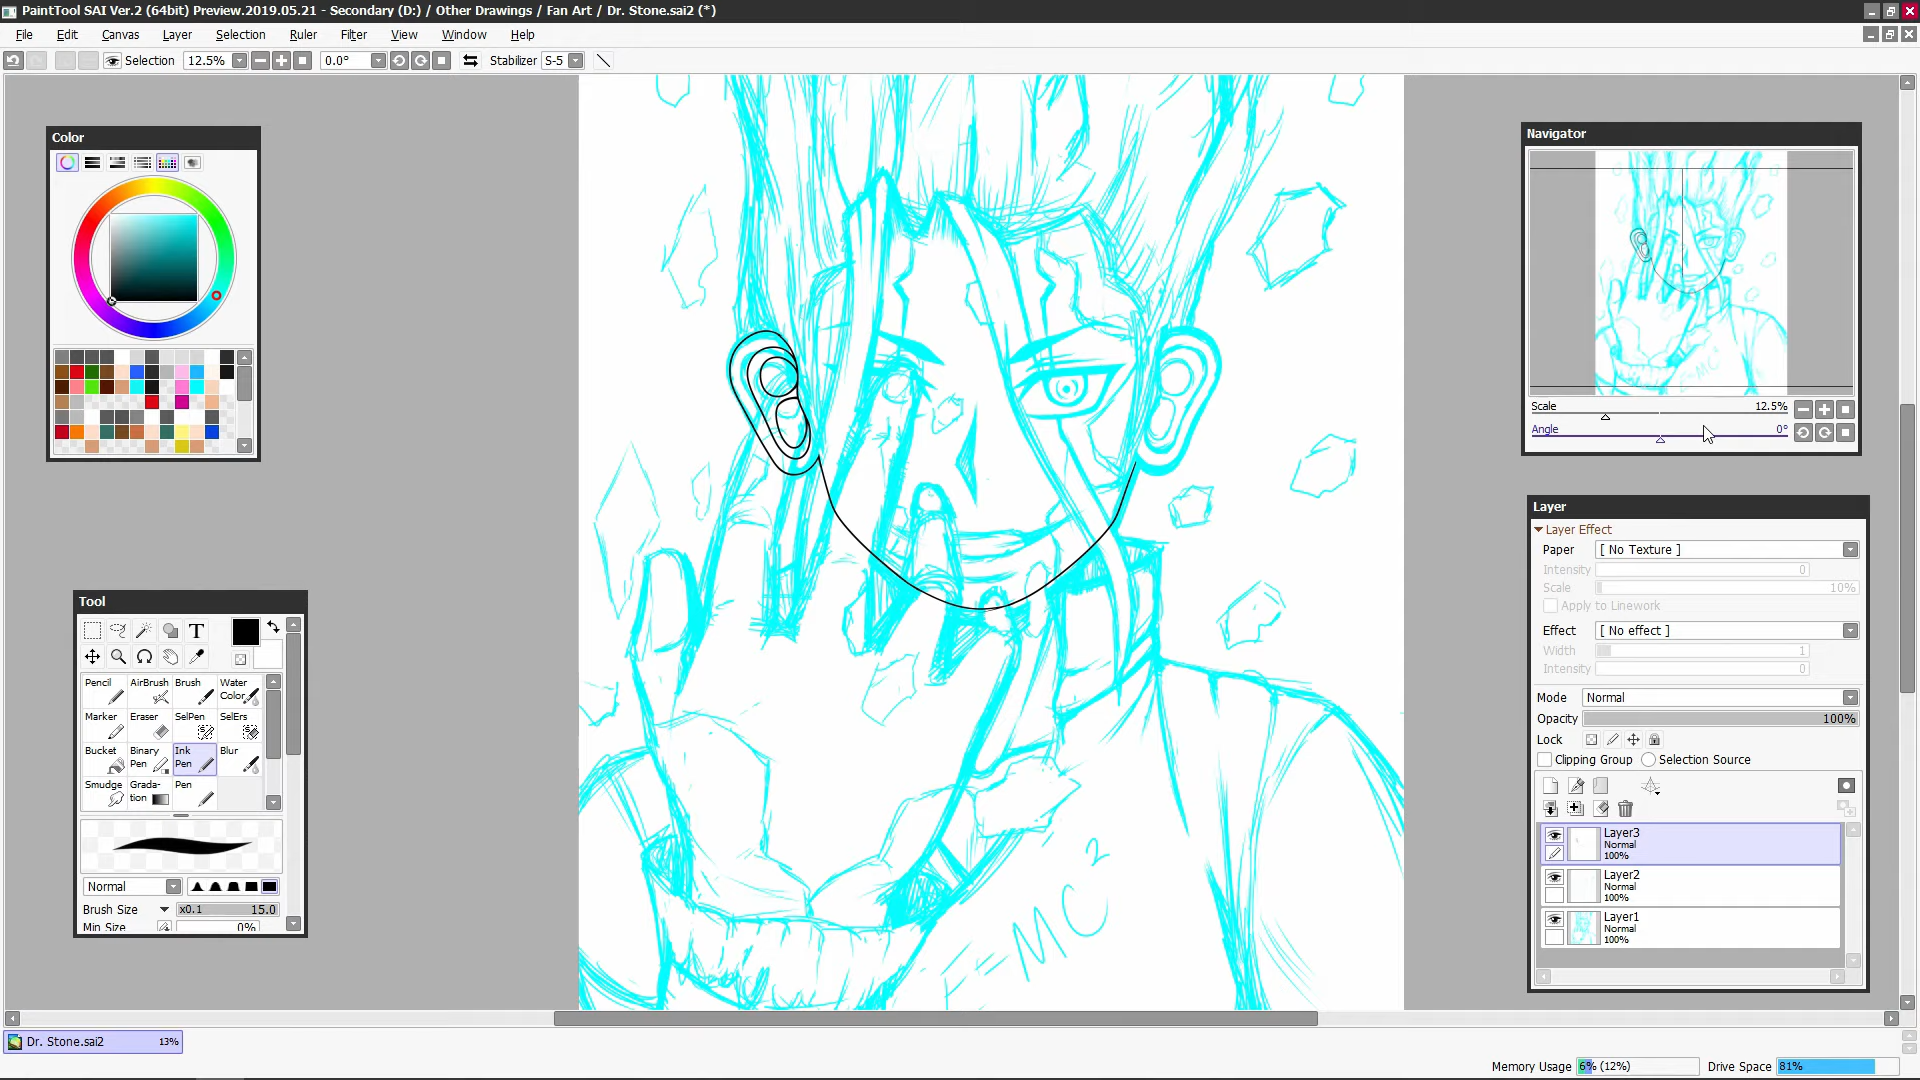 PaintTool SAI Ver.2 (64bit) Preview.2019.05.21 - Secondary (D:) / Other Drawings / Fan Art / Dr. Stone.sai2 (*)
File Edit Canvas Layer Selection Ruler Filter View Window Help
Selection 12.5% 0.0° Stabilizer S-5
Color
Navigator
Scale 12.5%
Angle 0°
Layer
Layer Effect
Paper [ No Texture ]
Intensity 0
Scale 10%
Apply to Linework
Effect [ No effect ]
Width 1
Intensity 0
Mode Normal
Opacity 100%
Lock
Clipping Group Selection Source
Layer3
Normal
100%
Layer2
Normal
100%
Layer1
Normal
100%
Tool
T
Pencil AirBrush Brush Water Color
Marker Eraser SelPen SelErs
Bucket Binary Pen Ink Pen Blur
Smudge Grada-tion Pen
Normal
Brush Size x0.1 15.0
Min Size 0%
E=MC2
Dr. Stone.sai2 13%
Memory Usage 6% (12%) Drive Space 81%